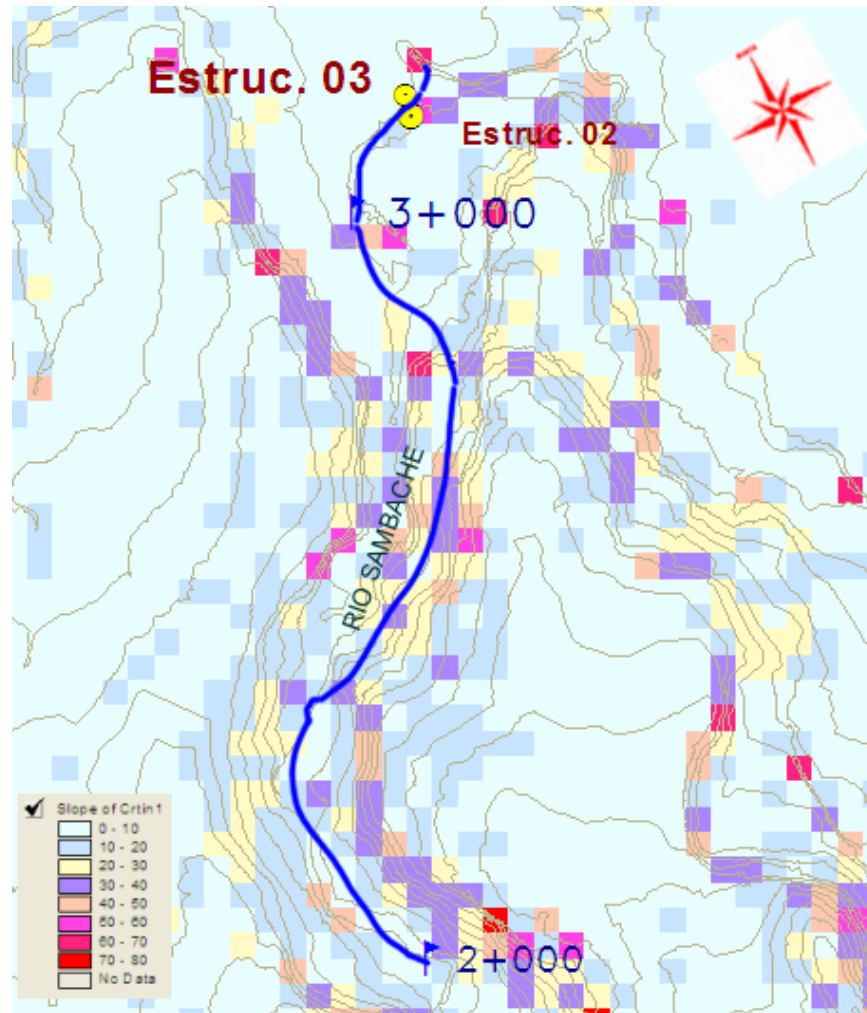 Estruc. 03
Estruc. 02
3+000
RIO SAMBACHE
2+000
Slope of Crtin1
0 - 10
10 - 20
20 - 30
30 - 40
40 - 50
50 - 60
60 - 70
70 - 80
No Data